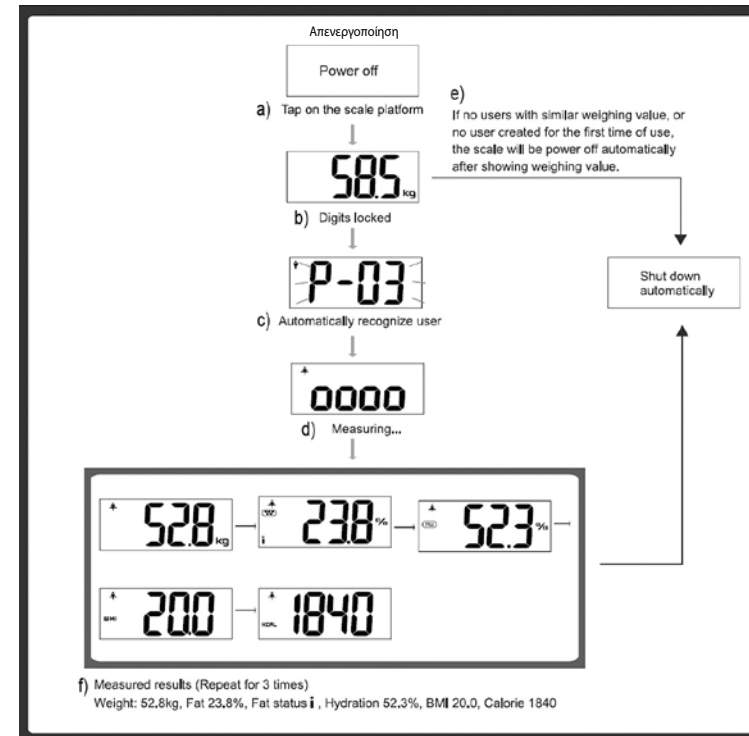 Απενεργοποίηση
Power off
a) Tap on the scale platform
e)
If no users with similar weighing value, or
no user created for the first time of use,
the scale will be power off automatically
after showing weighing value.
58.5 kg
b) Digits locked
P-03
c) Automatically recognize user
Shut down
automatically
oooo
d) Measuring...
52.8 kg
23.8 %
i
52.3 %
BMI 20.0
KCAL 1840
f) Measured results (Repeat for 3 times)
Weight: 52.8kg, Fat 23.8%, Fat status i , Hydration 52.3%, BMI 20.0, Calorie 1840